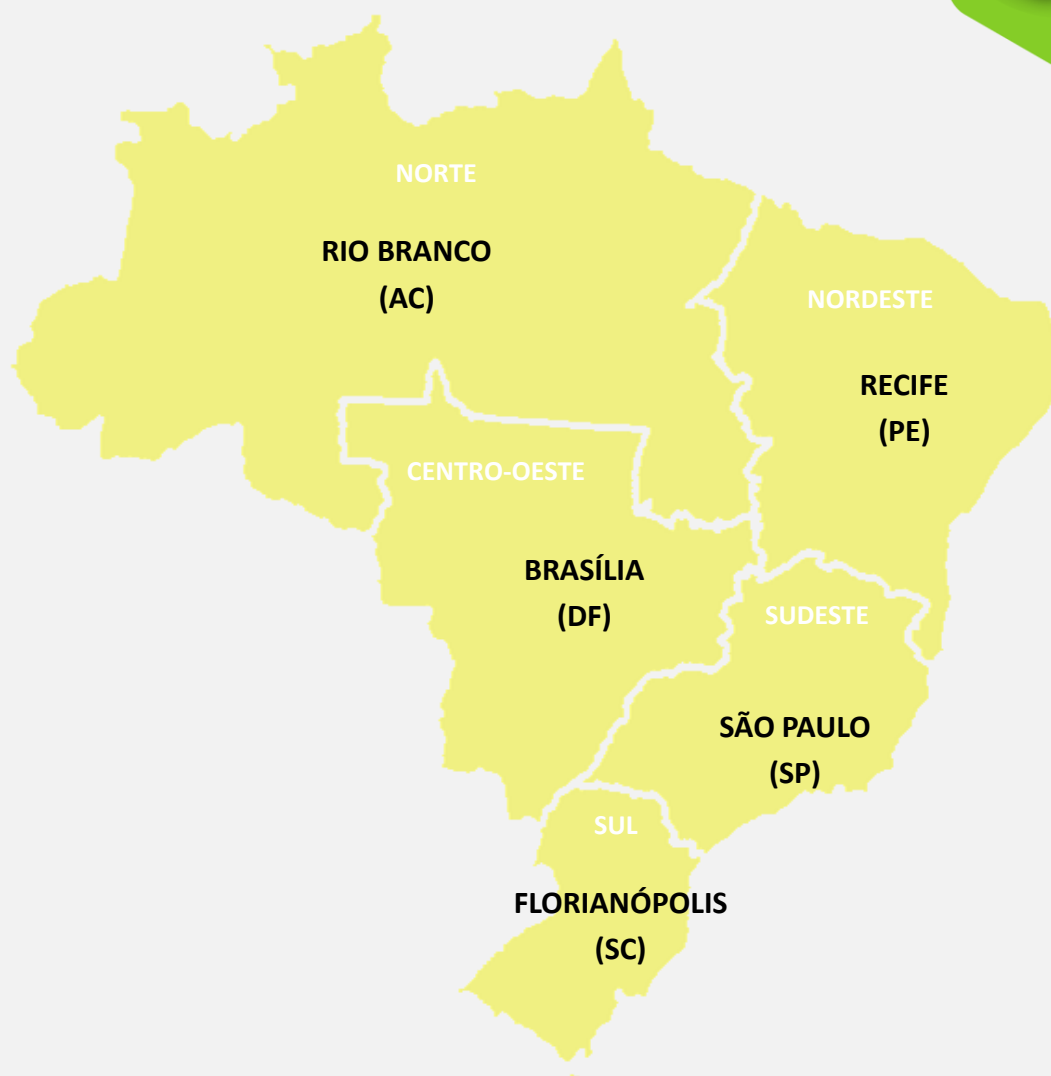 NORTE
RIO BRANCO
(AC)
NORDESTE
RECIFE
(PE)
CENTRO-OESTE
BRASÍLIA
(DF)
SUDESTE
SÃO PAULO
(SP)
SUL
FLORIANÓPOLIS
(SC)